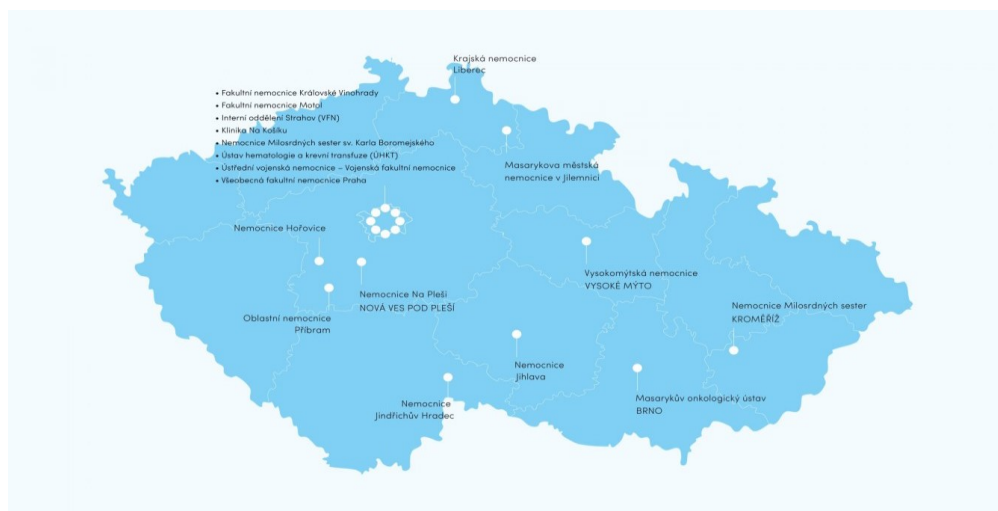 Krajská nemocnice
Liberec
• Fakultní nemocnice Královské Vinohrady
• Fakultní nemocnice Motol
• Interní oddělení Strahov (VFN)
• Klinika Na Košíku
• Nemocnice Milosrdných sester sv. Karla Boromejského
• Ústav hematologie a krevní transfuze (ÚHKT)
• Ústřední vojenská nemocnice – Vojenská fakultní nemocnice
• Všeobecná fakultní nemocnice Praha
Masarykova městská
nemocnice v Jilemnici
Nemocnice Hořovice
Vysokomýtská nemocnice
VYSOKÉ MÝTO
Nemocnice Na Pleši
NOVÁ VES POD PLEŠÍ
Nemocnice Milosrdných sester
KROMĚŘÍŽ
Oblastní nemocnice
Příbram
Nemocnice
Jihlava
Masarykův onkologický ústav
BRNO
Nemocnice
Jindřichův Hradec